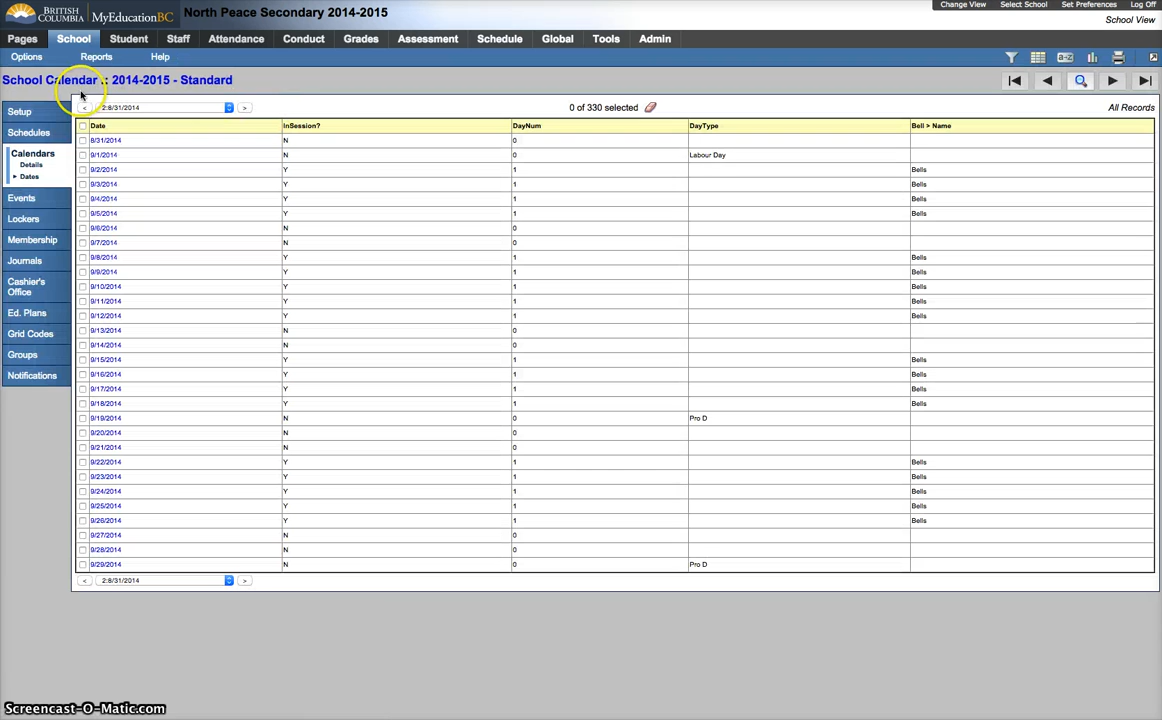 BRITISH COLUMBIA MyEducationBC North Peace Secondary 2014-2015 Change View Select School Set Preferences Log Off
School View
Pages School Student Staff Attendance Conduct Grades Assessment Schedule Global Tools Admin
Options Reports Help
School Calendar :: 2014-2015 - Standard
Setup
Schedules
Calendars
Details
Dates
Events
Lockers
Membership
Journals
Cashier's
Office
Ed. Plans
Grid Codes
Groups
Notifications
< 2:8/31/2014 > 0 of 330 selected All Records
Date InSession? DayNum DayType Bell > Name
8/31/2014 N 0
9/1/2014 N 0 Labour Day
9/2/2014 Y 1 Bells
9/3/2014 Y 1 Bells
9/4/2014 Y 1 Bells
9/5/2014 Y 1 Bells
9/6/2014 N 0
9/7/2014 N 0
9/8/2014 Y 1 Bells
9/9/2014 Y 1 Bells
9/10/2014 Y 1 Bells
9/11/2014 Y 1 Bells
9/12/2014 Y 1 Bells
9/13/2014 N 0
9/14/2014 N 0
9/15/2014 Y 1 Bells
9/16/2014 Y 1 Bells
9/17/2014 Y 1 Bells
9/18/2014 Y 1 Bells
9/19/2014 N 0 Pro D
9/20/2014 N 0
9/21/2014 N 0
9/22/2014 Y 1 Bells
9/23/2014 Y 1 Bells
9/24/2014 Y 1 Bells
9/25/2014 Y 1 Bells
9/26/2014 Y 1 Bells
9/27/2014 N 0
9/28/2014 N 0
9/29/2014 N 0 Pro D
< 2:8/31/2014 >
Screencast-O-Matic.com